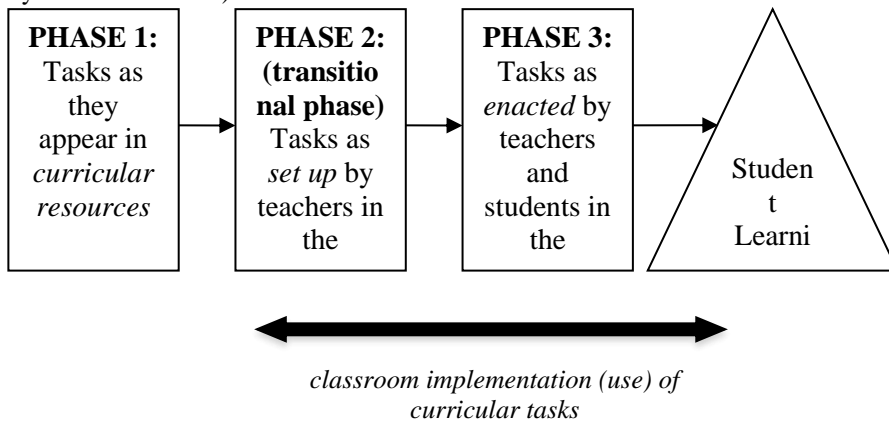 PHASE 1:
Tasks as
they
appear in
curricular
resources
PHASE 2:
(transitio
nal phase)
Tasks as
set up by
teachers in
the
PHASE 3:
Tasks as
enacted by
teachers
and
students in
the
Studen
t
Learni
classroom implementation (use) of
curricular tasks